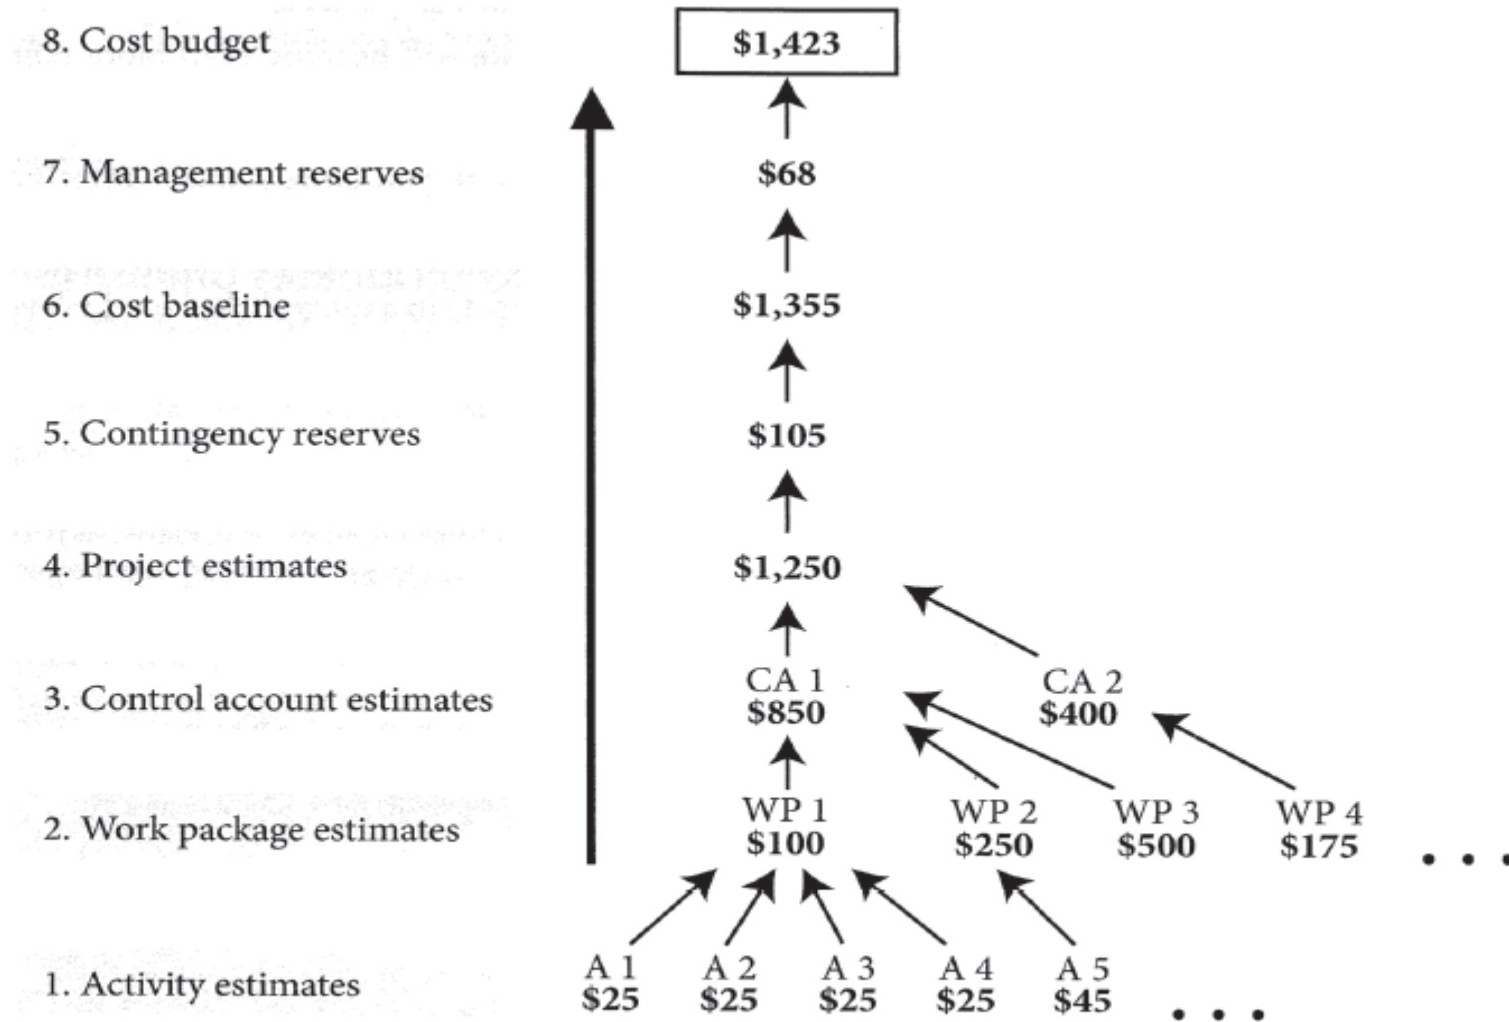 8. Cost budget $1,423
7. Management reserves $68
6. Cost baseline $1,355
5. Contingency reserves $105
4. Project estimates $1,250
CA 1 CA 2
3. Control account estimates $850 $400
WP 1 WP 2 WP 3 WP 4
2. Work package estimates $100 $250 $500 $175 . . .
A 1 A 2 A 3 A 4 A 5
1. Activity estimates $25 $25 $25 $25 $45 . . .